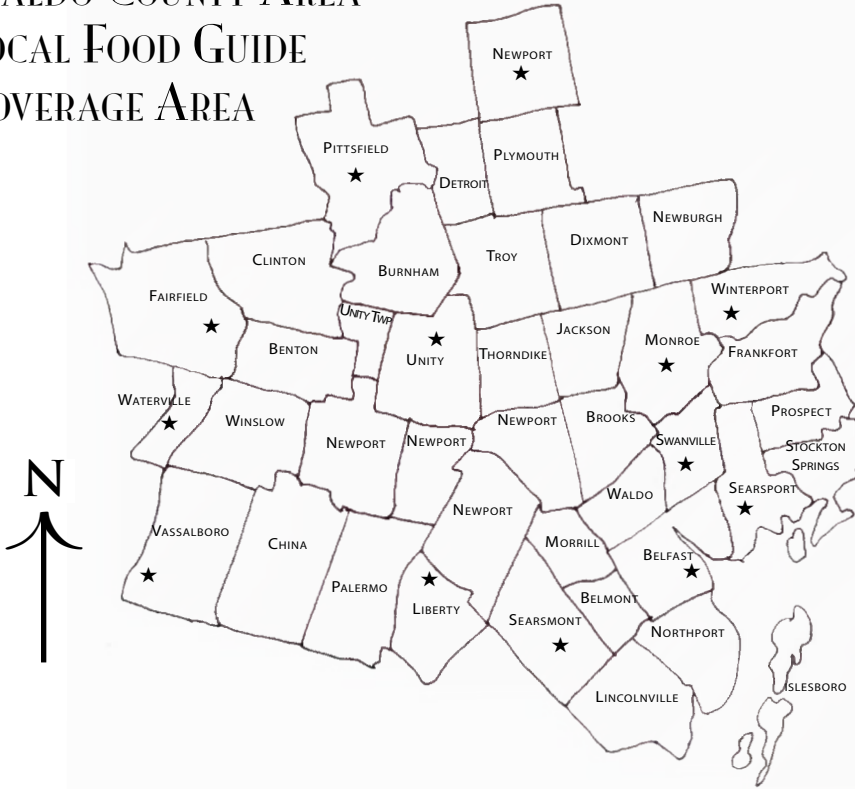 aldo County Area
ocal Food Guide
overage Area
Newport
Pittsfield
Plymouth
Detroit
Newburgh
Dixmont
Troy
Clinton
Burnham
Winterport
Fairfield
Unity Twp
Jackson
Monroe
Benton
Unity
Thorndike
Frankfort
Waterville
Prospect
Winslow
Newport
Newport
Newport
Brooks
Swanville
Stockton
Springs
N
Waldo
Searsport
Newport
Vassalboro
China
Morrill
Belfast
Palermo
Liberty
Belmont
Searsmont
Northport
Islesboro
Lincolnville